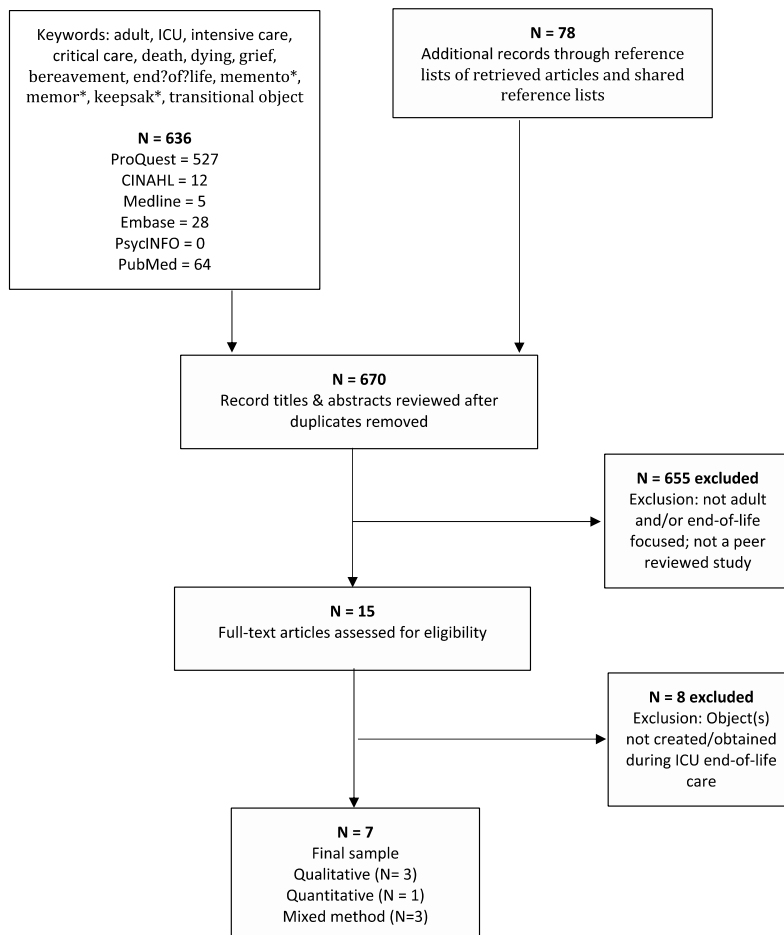 Keywords: adult, ICU, intensive care,
critical care, death, dying, grief,
bereavement, end?of?life, memento*,
memor*, keepsak*, transitional object
N = 636
ProQuest = 527
CINAHL = 12
Medline = 5
Embase = 28
PsycINFO = 0
PubMed = 64
N = 78
Additional records through reference
lists of retrieved articles and shared
reference lists
N = 670
Record titles & abstracts reviewed after
duplicates removed
N = 655 excluded
Exclusion: not adult
and/or end-of-life
focused; not a peer
reviewed study
N = 15
Full-text articles assessed for eligibility
N = 8 excluded
Exclusion: Object(s)
not created/obtained
during ICU end-of-life
care
N = 7
Final sample
Qualitative (N= 3)
Quantitative (N = 1)
Mixed method (N=3)